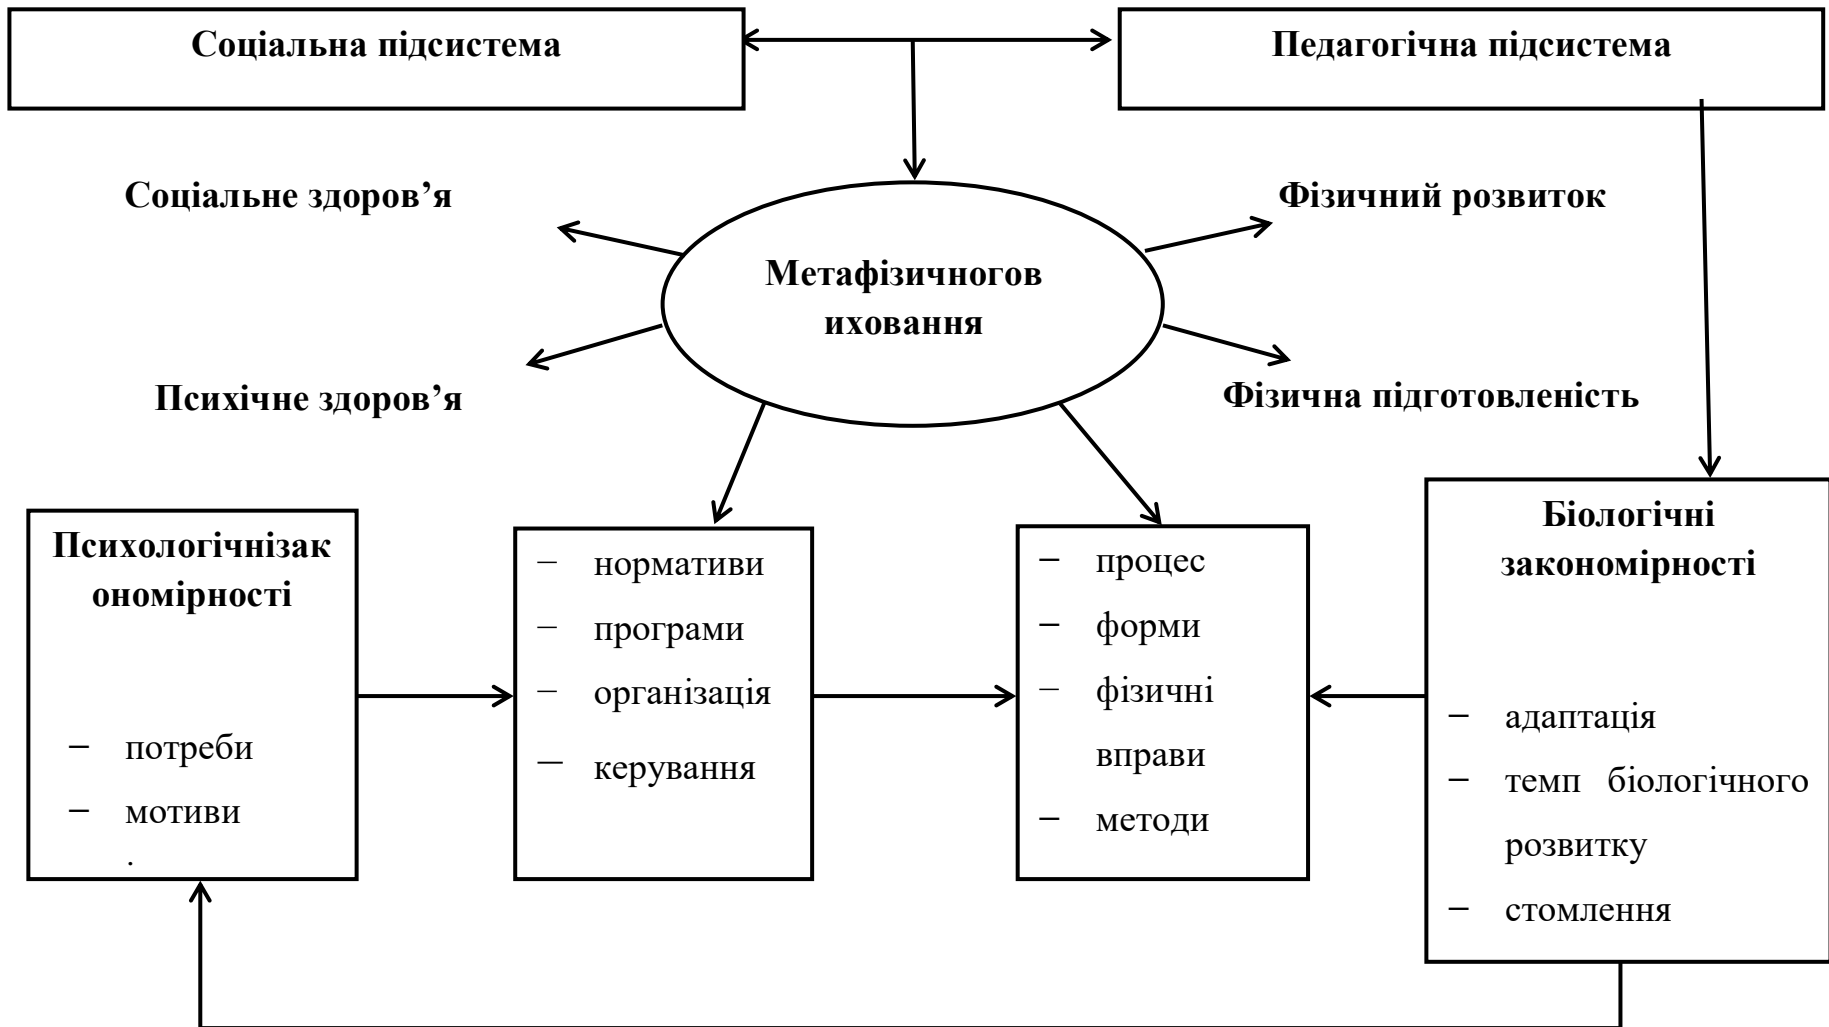 Соціальна підсистема
Педагогічна підсистема
Соціальне здоров’я
Фізичний розвиток
Метафізичногов
иховання
Психічне здоров’я
Фізична підготовленість
Психологічнізак
ономірності
– потреби
– мотиви
.
– нормативи
– програми
– організація
– керування
– процес
– форми
– фізичні
вправи
– методи
Біологічні
закономірності
– адаптація
– темп біологічного
розвитку
– стомлення